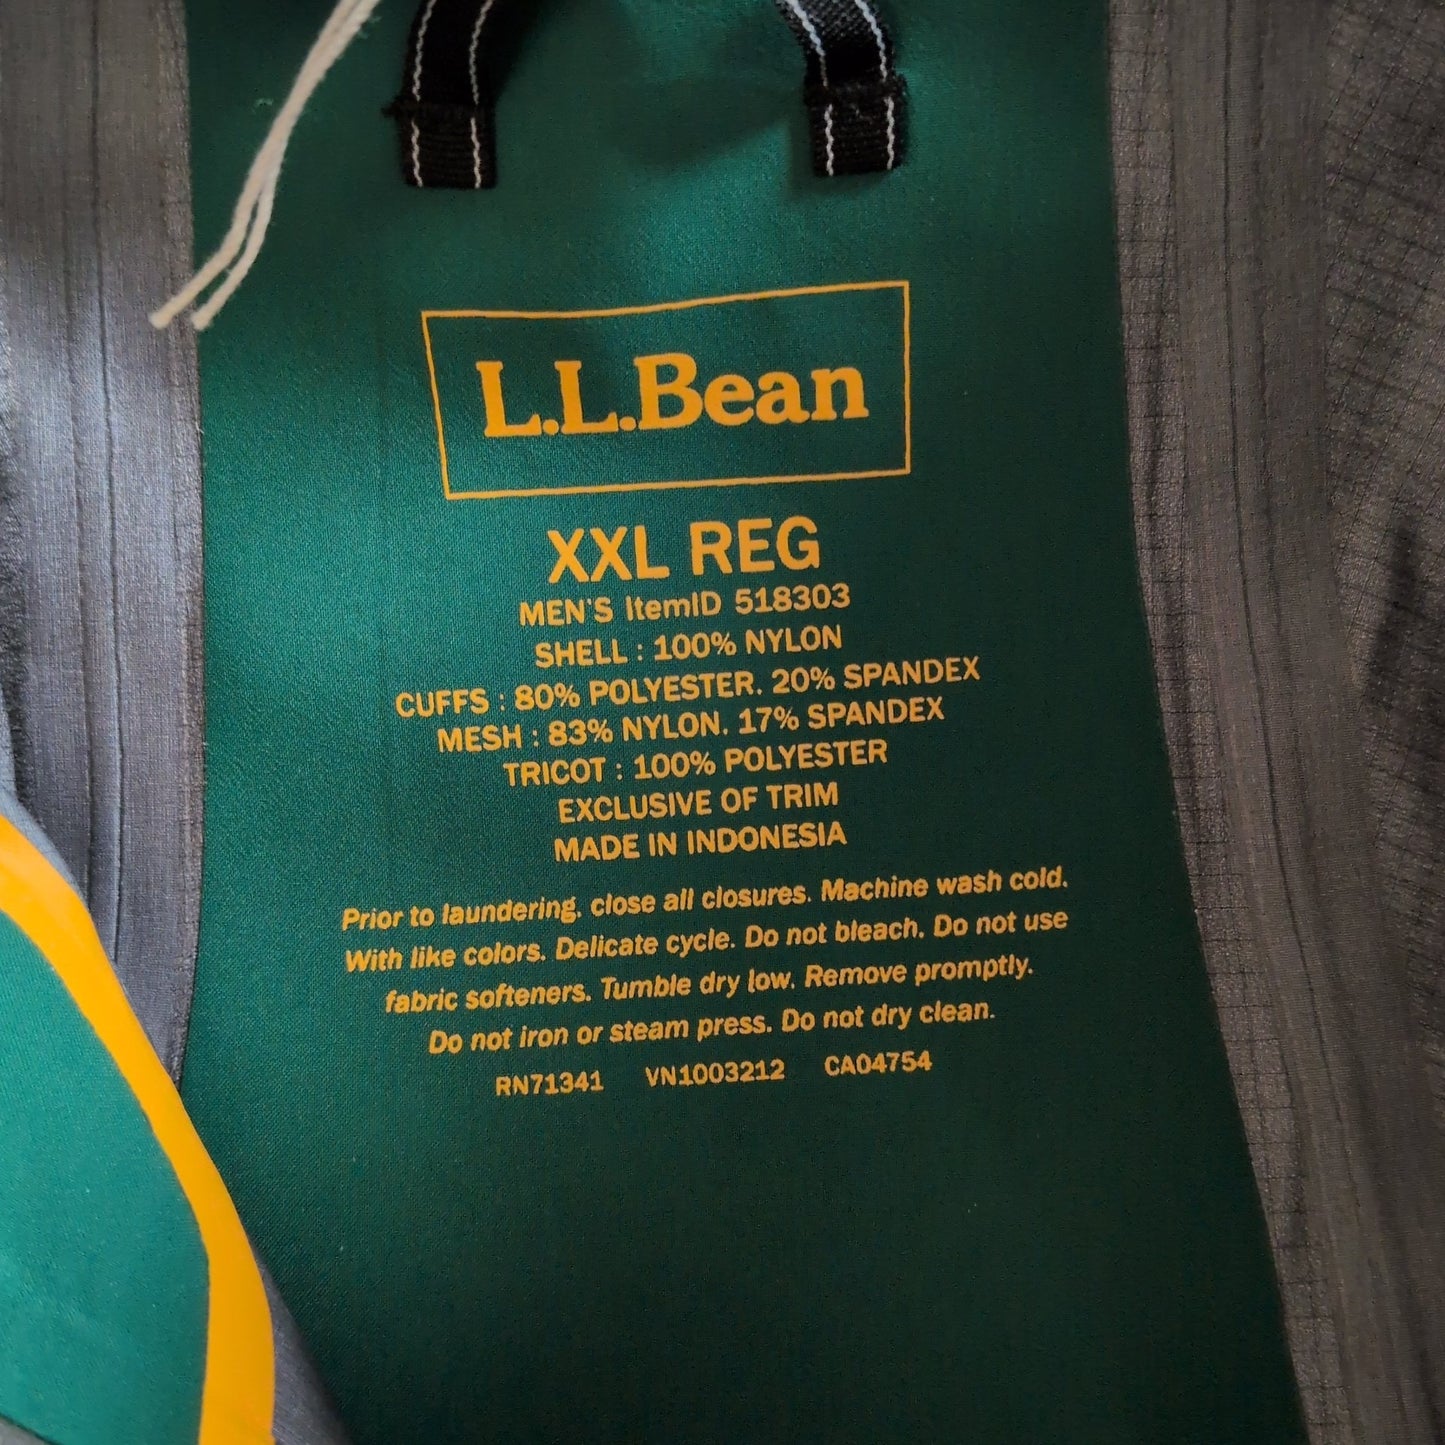 L.L.Bean
XXL REG
MEN'S ItemID 518303
SHELL : 100% NYLON
CUFFS : 80% POLYESTER, 20% SPANDEX
MESH : 83% NYLON, 17% SPANDEX
TRICOT : 100% POLYESTER
EXCLUSIVE OF TRIM
MADE IN INDONESIA
Prior to laundering, close all closures. Machine wash cold.
With like colors. Delicate cycle. Do not bleach. Do not use
fabric softeners. Tumble dry low. Remove promptly.
Do not iron or steam press. Do not dry clean.
RN71341 VN1003212 CA04754